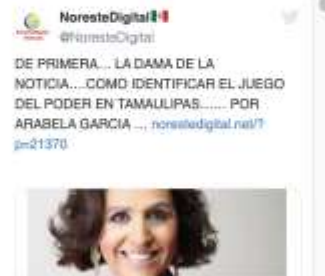 NoresteDigital
@NoresteDigital
DE PRIMERA... LA DAMA DE LA
NOTICIA....COMO IDENTIFICAR EL JUEGO
DEL PODER EN TAMAULIPAS...... POR
ARABELA GARCIA ... norestedigital.net/?
p=21370